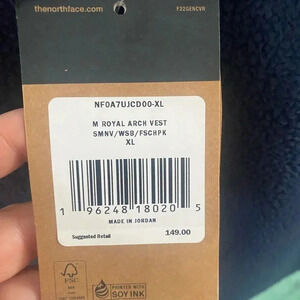 thenorthface.com
F22GENCVR
NF0A7UJCD00-XL
M ROYAL ARCH VEST
SMNV/WSB/FSCHPK
XL
1 96248 18020 5
MADE IN JORDAN
Suggested Retail 149.00
FSC
PRINTED WITH
SOY INK